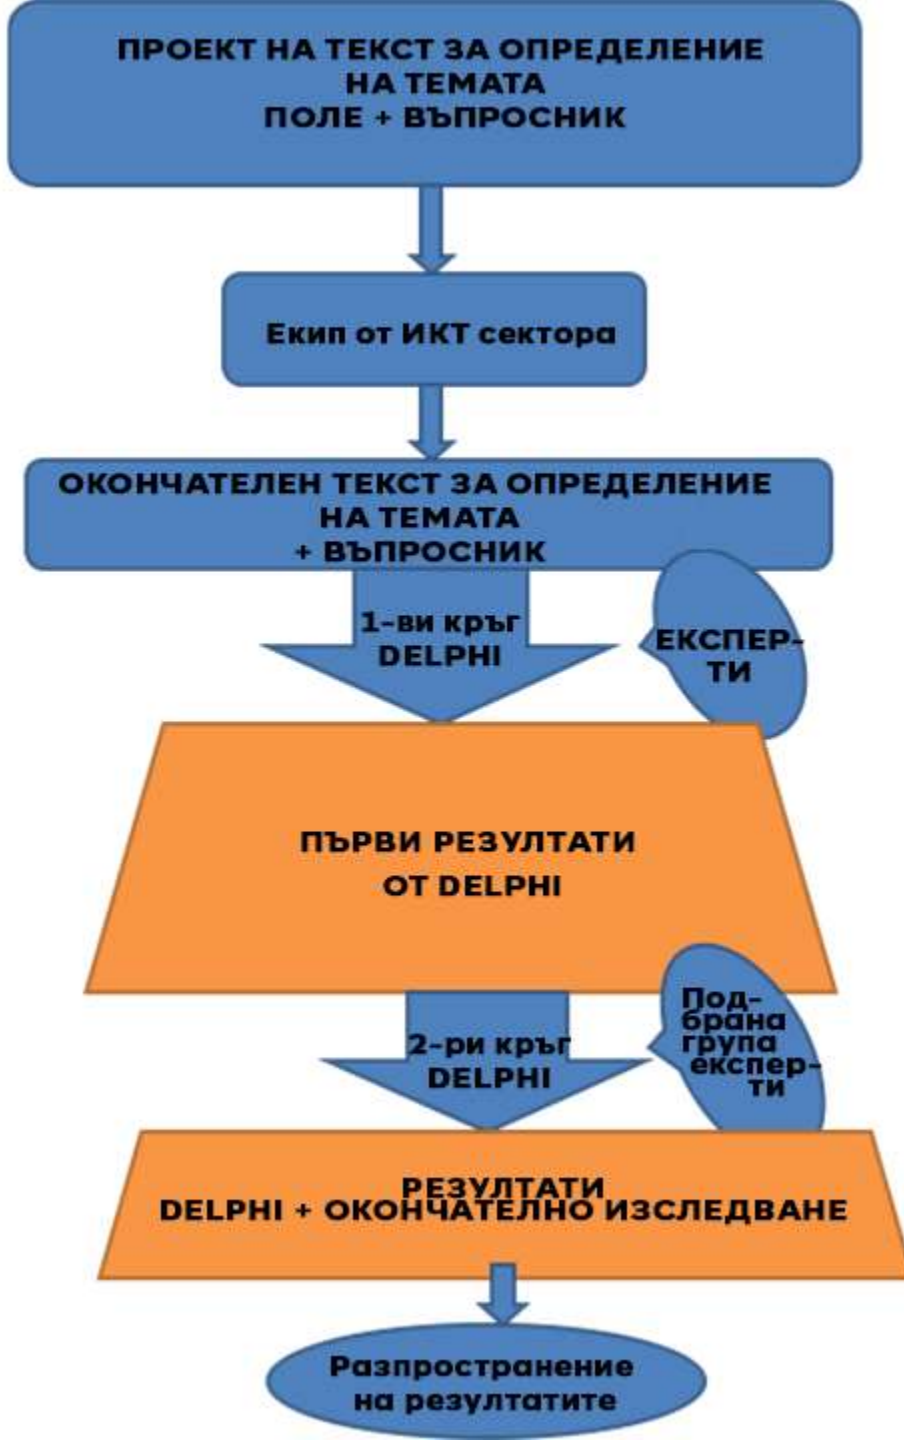 ПРОЕКТ НА ТЕКСТ ЗА ОПРЕДЕЛЕНИЕ
НА ТЕМАТА
ПОЛЕ + ВЪПРОСНИК
Екип от ИКТ сектора
ОКОНЧАТЕЛЕН ТЕКСТ ЗА ОПРЕДЕЛЕНИЕ
НА ТЕМАТА
+ ВЪПРОСНИК
1-ви кръг
DELPHI
ЕКСПЕР-
ТИ
ПЪРВИ РЕЗУЛТАТИ
ОТ DELPHI
2-ри кръг
DELPHI
Под-
брана
група
експер-
ти
РЕЗУЛТАТИ
DELPHI + ОКОНЧАТЕЛНО ИЗСЛЕДВАНЕ
Разпространение
на резултатите